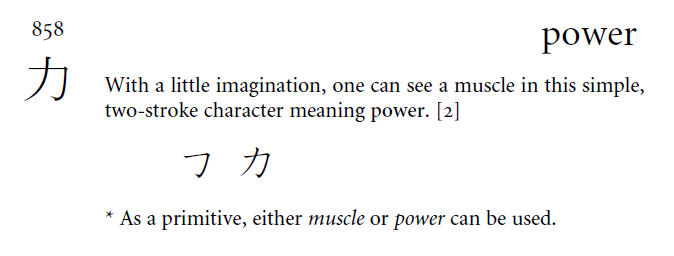 858
power
力
With a little imagination, one can see a muscle in this simple,
two-stroke character meaning power. [2]
㇆ 力
* As a primitive, either muscle or power can be used.